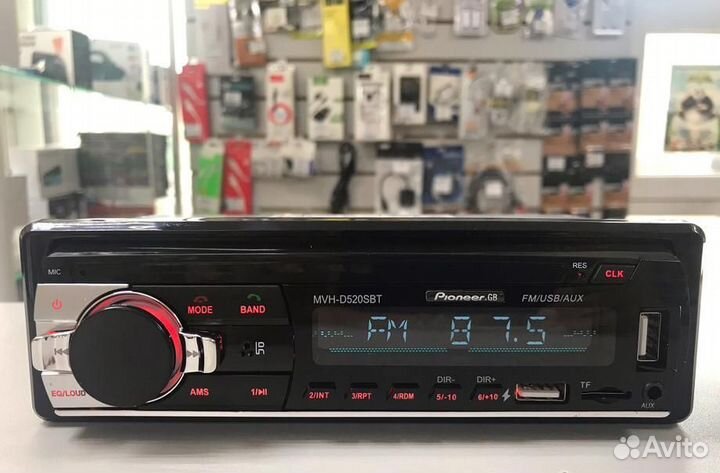 MIC
RES
CLK
MODE
BAND
MVH-D520SBT
Pioneer.GB
FM/USB/AUX
FM 87.5
EQ/LOUD
AMS
1/▶II
2/INT
3/RPT
4/RDM
DIR-
5/-10
DIR+
6/+10
TF
AUX
Avito